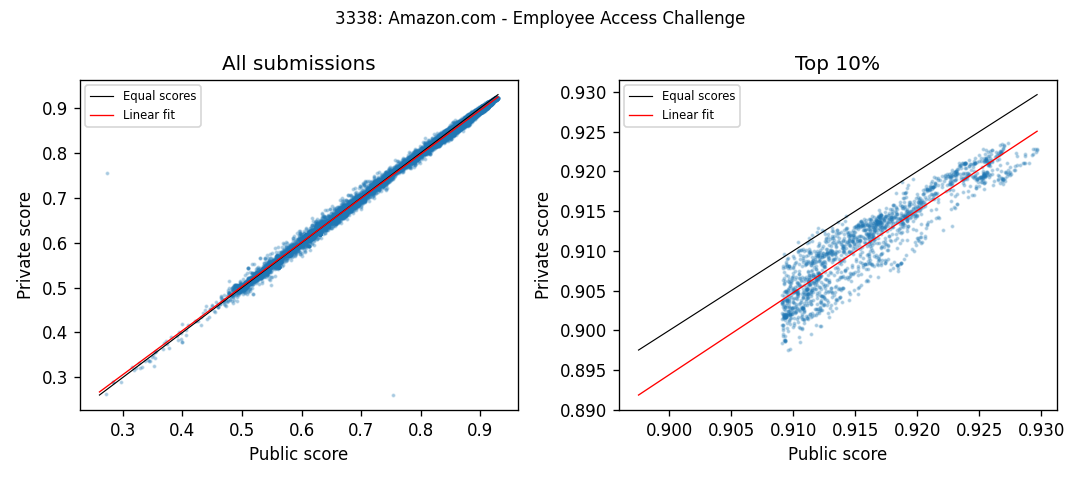 3338: Amazon.com - Employee Access Challenge
All submissions
Equal scores
Linear fit
0.9
0.8
0.7
0.6
0.5
0.4
0.3
Private score
0.3 0.4 0.5 0.6 0.7 0.8 0.9
Public score
Top 10%
Equal scores
Linear fit
0.930
0.925
0.920
0.915
0.910
0.905
0.900
0.895
0.890
Private score
0.900 0.905 0.910 0.915 0.920 0.925 0.930
Public score